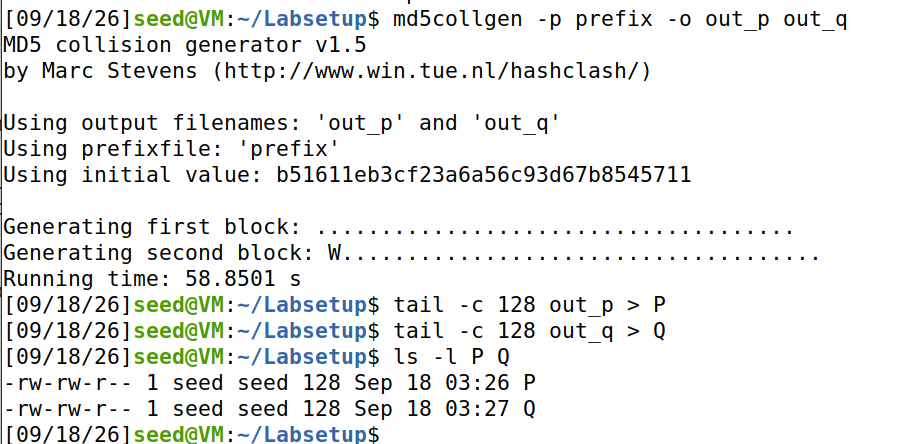 [09/18/26]seed@VM:~/Labsetup$ md5collgen -p prefix -o out_p out_q
MD5 collision generator v1.5
by Marc Stevens (http://www.win.tue.nl/hashclash/)
Using output filenames: 'out_p' and 'out_q'
Using prefixfile: 'prefix'
Using initial value: b51611eb3cf23a6a56c93d67b8545711
Generating first block: .....................................
Generating second block: W.....................................
Running time: 58.8501 s
[09/18/26]seed@VM:~/Labsetup$ tail -c 128 out_p > P
[09/18/26]seed@VM:~/Labsetup$ tail -c 128 out_q > Q
[09/18/26]seed@VM:~/Labsetup$ ls -l P Q
-rw-rw-r-- 1 seed seed 128 Sep 18 03:26 P
-rw-rw-r-- 1 seed seed 128 Sep 18 03:27 Q
[09/18/26]seed@VM:~/Labsetup$